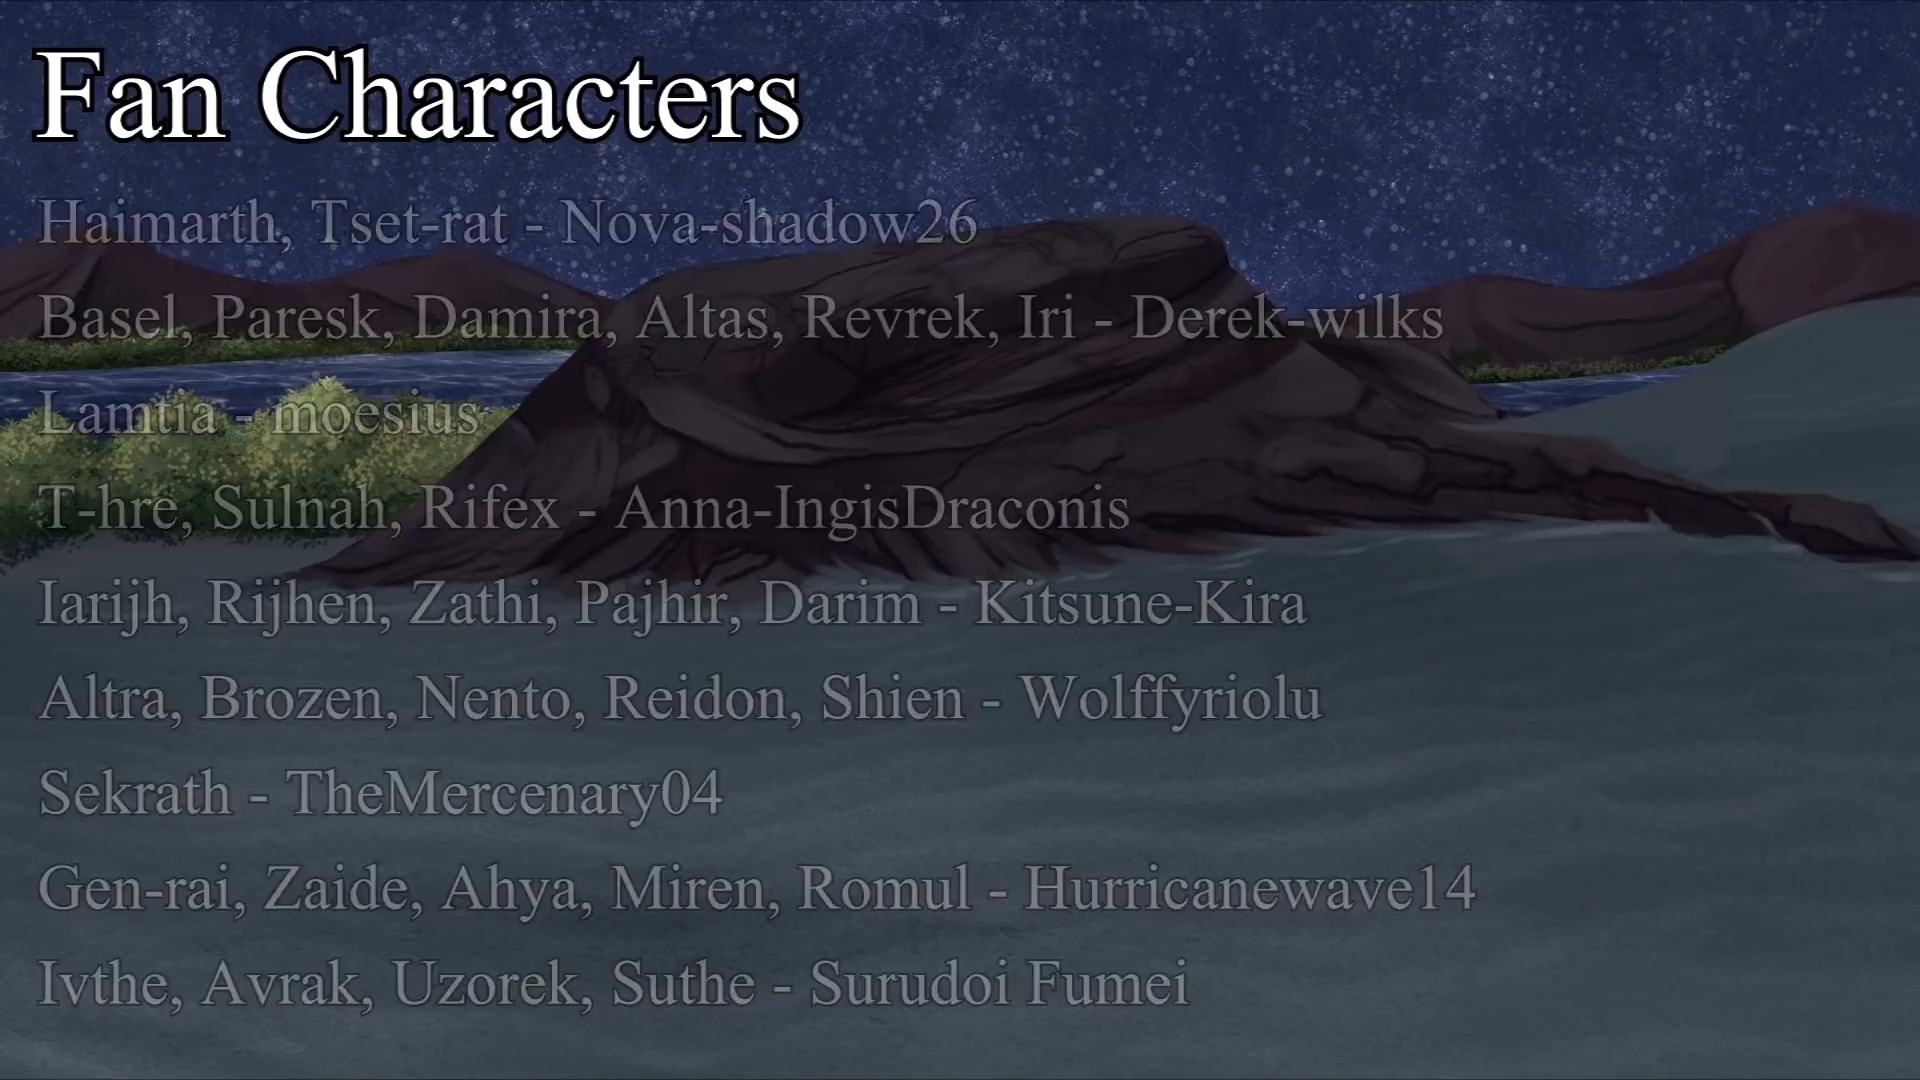 Fan Characters
Haimarth, Tset-rat - Nova-shadow26
Basel, Paresk, Damira, Altas, Revrek, Iri - Derek-wilks
Lamtia - moesius
T-hre, Sulnah, Rifex - Anna-IngisDraconis
Iarijh, Rijhen, Zathi, Pajhir, Darim - Kitsune-Kira
Altra, Brozen, Nento, Reidon, Shien - Wolffyriolu
Sekrath - TheMercenary04
Gen-rai, Zaide, Ahya, Miren, Romul - Hurricanewave14
Ivthe, Avrak, Uzorek, Suthe - Surudoi Fumei